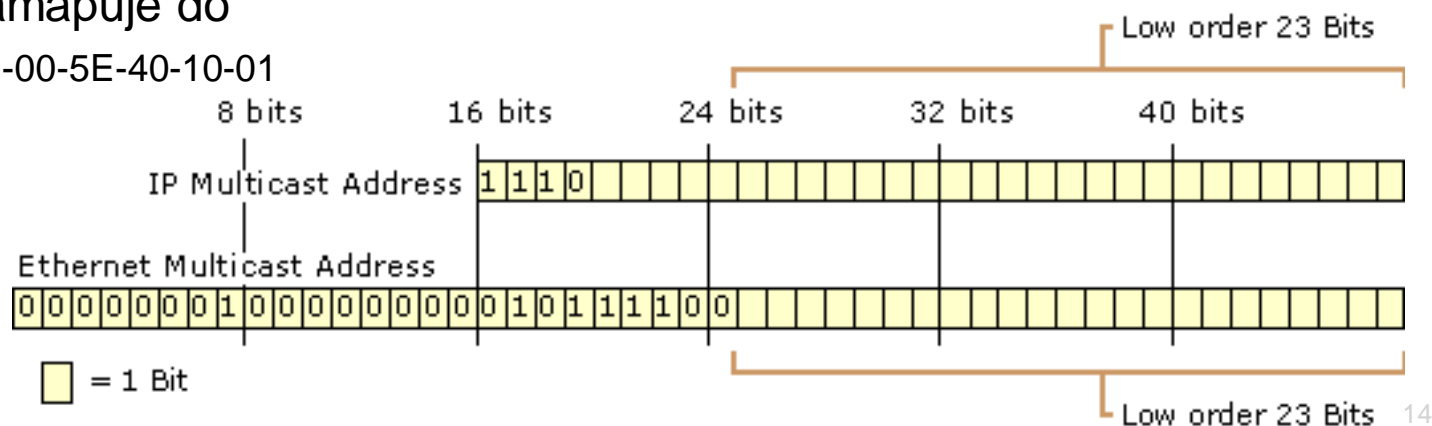 amapuje do
-00-5E-40-10-01
Low order 23 Bits
8 bits 16 bits 24 bits 32 bits 40 bits
IP Multicast Address 1 1 1 0
Ethernet Multicast Address
0 0 0 0 0 0 0 1 0 0 0 0 0 0 0 0 0 1 0 1 1 1 1 0 0
= 1 Bit
Low order 23 Bits 14